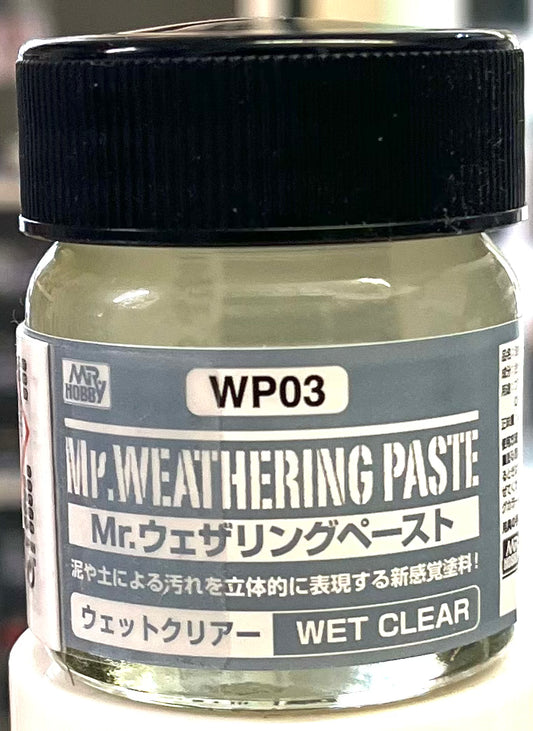 MR HOBBY
WP03
Mr.WEATHERING PASTE
Mr.ウェザリングペースト
泥や土による汚れを立体的に表現する新感覚塗料!
ウェットクリアー
WET CLEAR